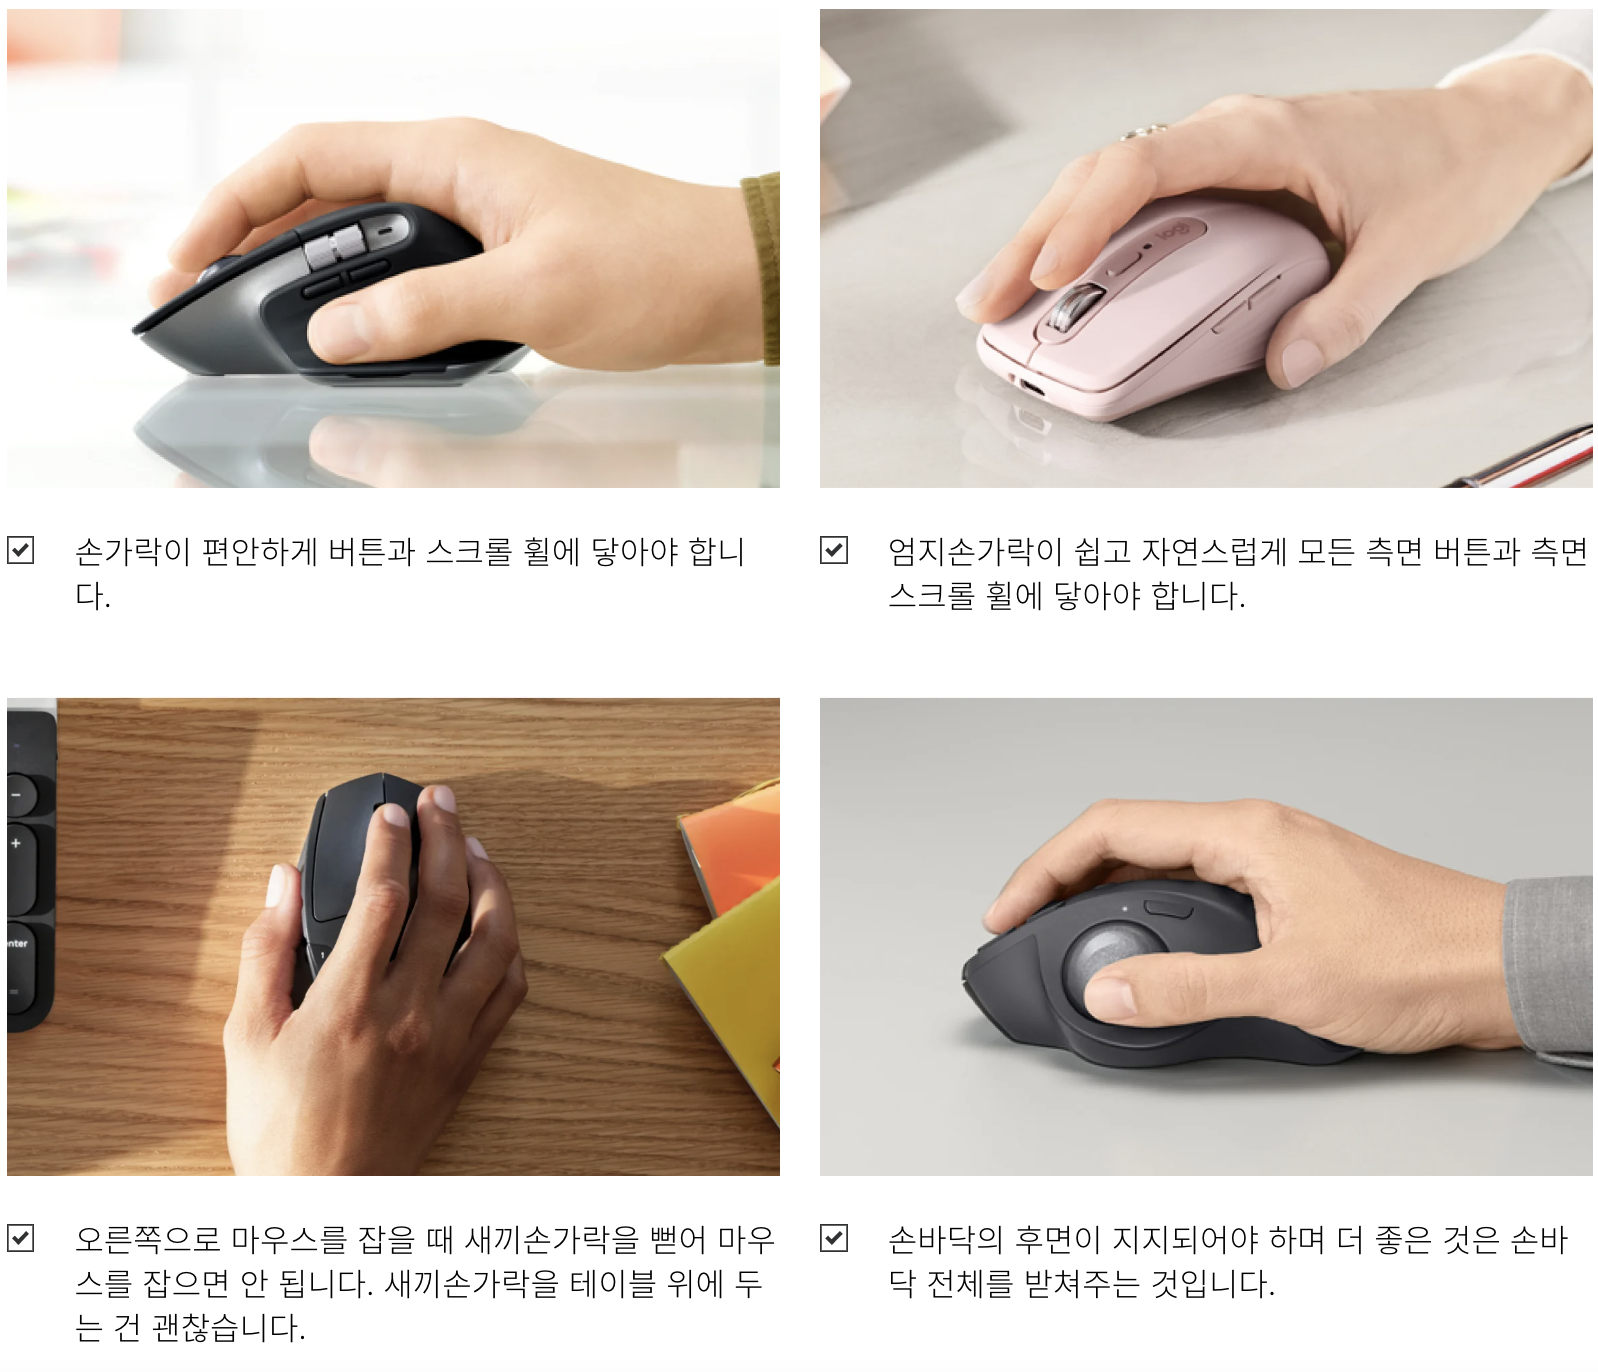 손가락이 편안하게 버튼과 스크롤 휠에 닿아야 합니
다.
logi
엄지손가락이 쉽고 자연스럽게 모든 측면 버튼과 측면
스크롤 휠에 닿아야 합니다.
−
+
enter
=
1
오른쪽으로 마우스를 잡을 때 새끼손가락을 뻗어 마우
스를 잡으면 안 됩니다. 새끼손가락을 테이블 위에 두
는 건 괜찮습니다.
손바닥의 후면이 지지되어야 하며 더 좋은 것은 손바
닥 전체를 받쳐주는 것입니다.